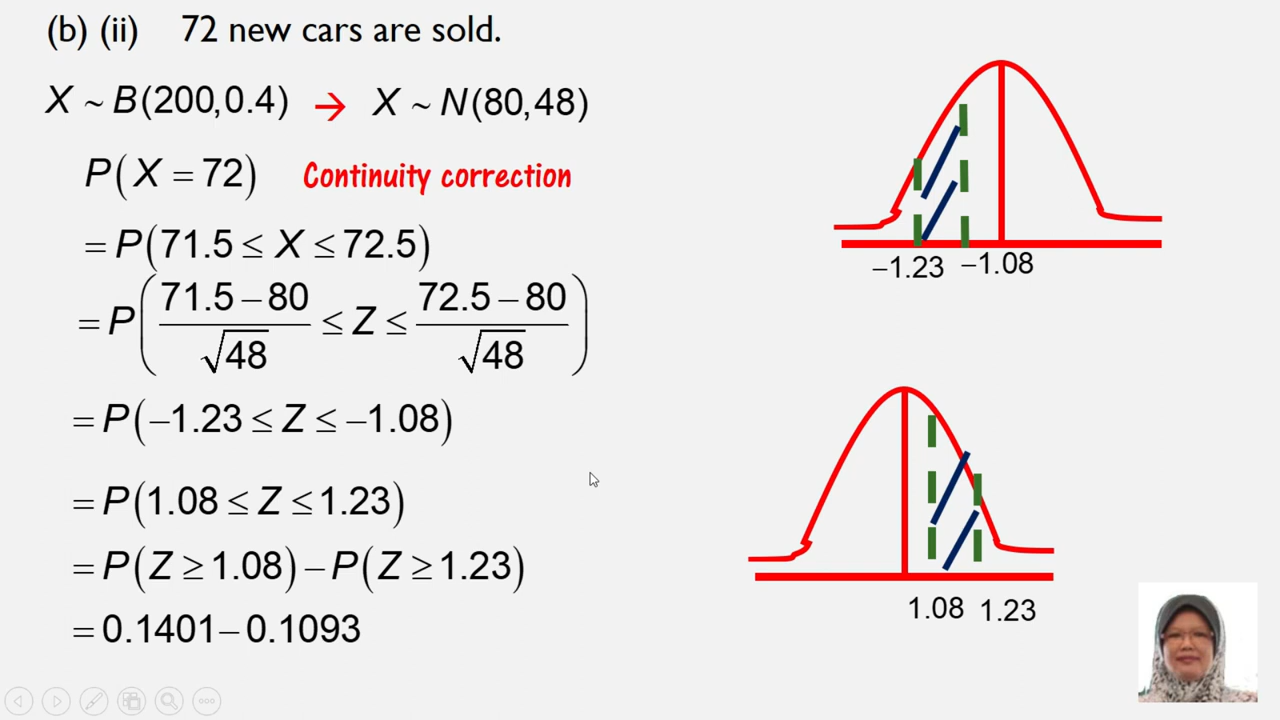 (b) (ii) 72 new cars are sold.
X ~ B(200,0.4) → X ~ N(80,48)
P(X = 72) Continuity correction
= P(71.5 ≤ X ≤ 72.5)
= P((71.5 – 80)/√48 ≤ Z ≤ (72.5 – 80)/√48)
= P(–1.23 ≤ Z ≤ –1.08)
= P(1.08 ≤ Z ≤ 1.23)
= P(Z ≥ 1.08) – P(Z ≥ 1.23)
= 0.1401 – 0.1093
–1.23 –1.08
1.08 1.23